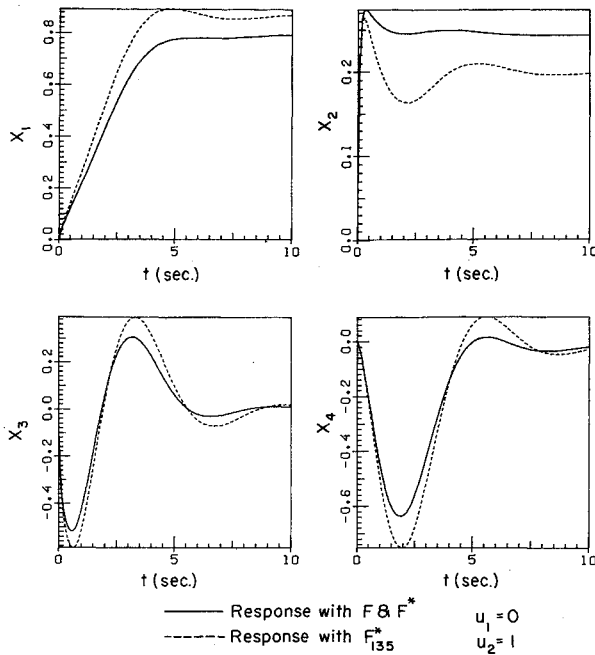 X1
0.8
0.6
0.4
0.2
0.0
0
5
10
t (sec.)
X2
0.2
0.1
0.0
0
5
10
t (sec.)
X3
0.2
0.0
-0.2
-0.4
0
5
10
t (sec.)
X4
0.0
-0.2
-0.4
-0.6
0
5
10
t (sec.)
Response with F & F*
u1 = 0
Response with F*135
u2 = 1